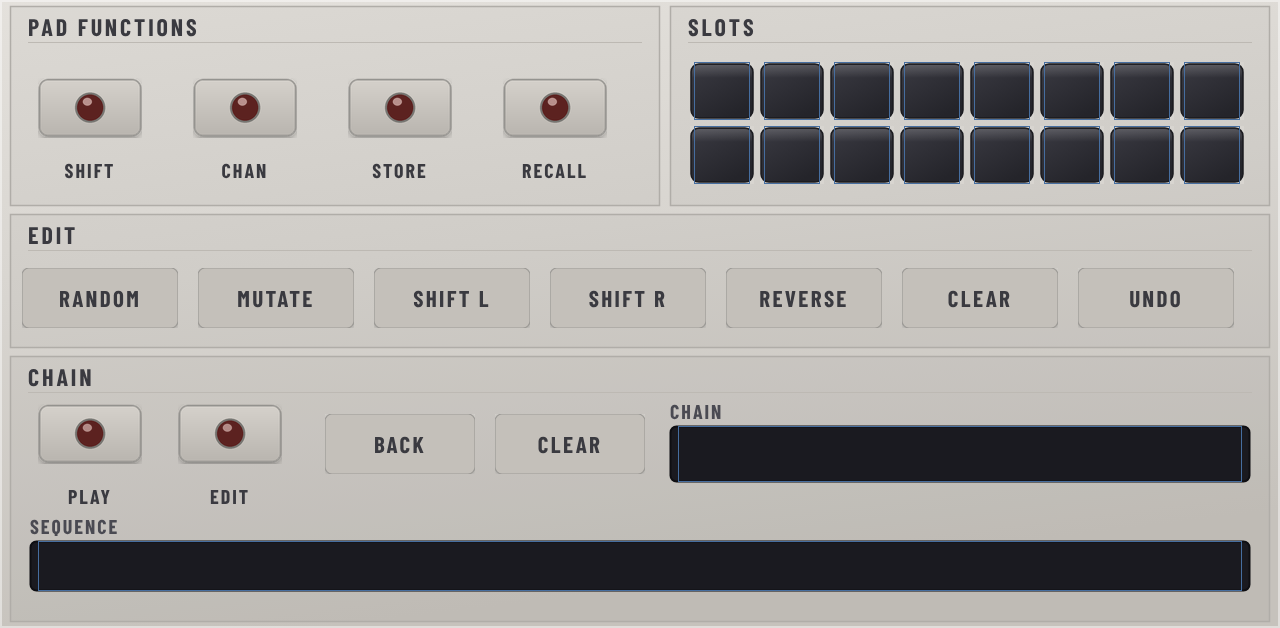 PAD FUNCTIONS
SHIFT CHAN STORE RECALL
SLOTS
EDIT
RANDOM MUTATE SHIFT L SHIFT R REVERSE CLEAR UNDO
CHAIN
PLAY EDIT
BACK CLEAR
CHAIN
SEQUENCE